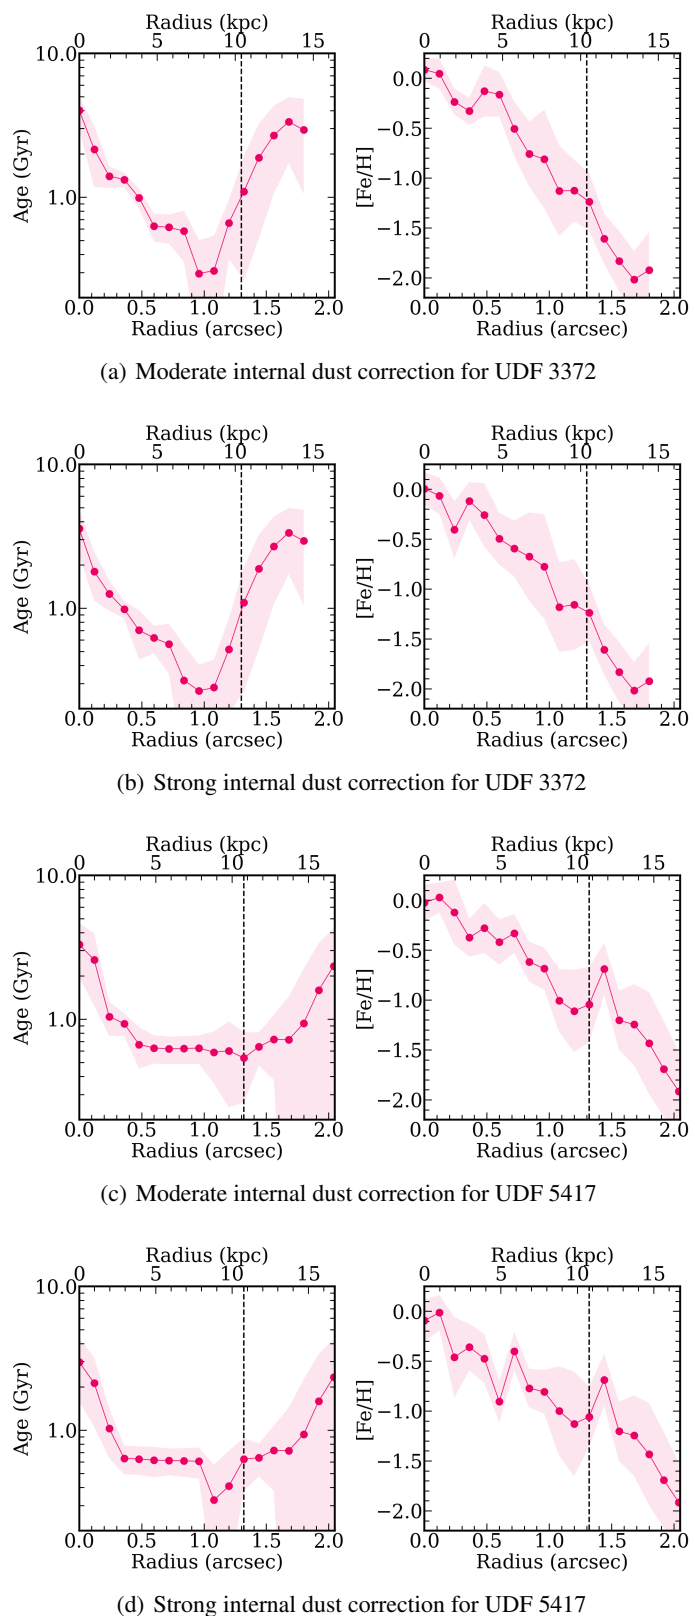 Radius (kpc) Radius (kpc)
0 5 10 15 0 5 10 15
10.0 1.0 Age (Gyr)
0.0 −0.5 −1.0 −1.5 −2.0 [Fe/H]
0.0 0.5 1.0 1.5 2.0 0.0 0.5 1.0 1.5 2.0
Radius (arcsec) Radius (arcsec)
(a) Moderate internal dust correction for UDF 3372
Radius (kpc) Radius (kpc)
0 5 10 15 0 5 10 15
10.0 1.0 Age (Gyr)
0.0 −0.5 −1.0 −1.5 −2.0 [Fe/H]
0.0 0.5 1.0 1.5 2.0 0.0 0.5 1.0 1.5 2.0
Radius (arcsec) Radius (arcsec)
(b) Strong internal dust correction for UDF 3372
Radius (kpc) Radius (kpc)
0 5 10 15 0 5 10 15
10.0 1.0 Age (Gyr)
0.0 −0.5 −1.0 −1.5 −2.0 [Fe/H]
0.0 0.5 1.0 1.5 2.0 0.0 0.5 1.0 1.5 2.0
Radius (arcsec) Radius (arcsec)
(c) Moderate internal dust correction for UDF 5417
Radius (kpc) Radius (kpc)
0 5 10 15 0 5 10 15
10.0 1.0 Age (Gyr)
0.0 −0.5 −1.0 −1.5 −2.0 [Fe/H]
0.0 0.5 1.0 1.5 2.0 0.0 0.5 1.0 1.5 2.0
Radius (arcsec) Radius (arcsec)
(d) Strong internal dust correction for UDF 5417